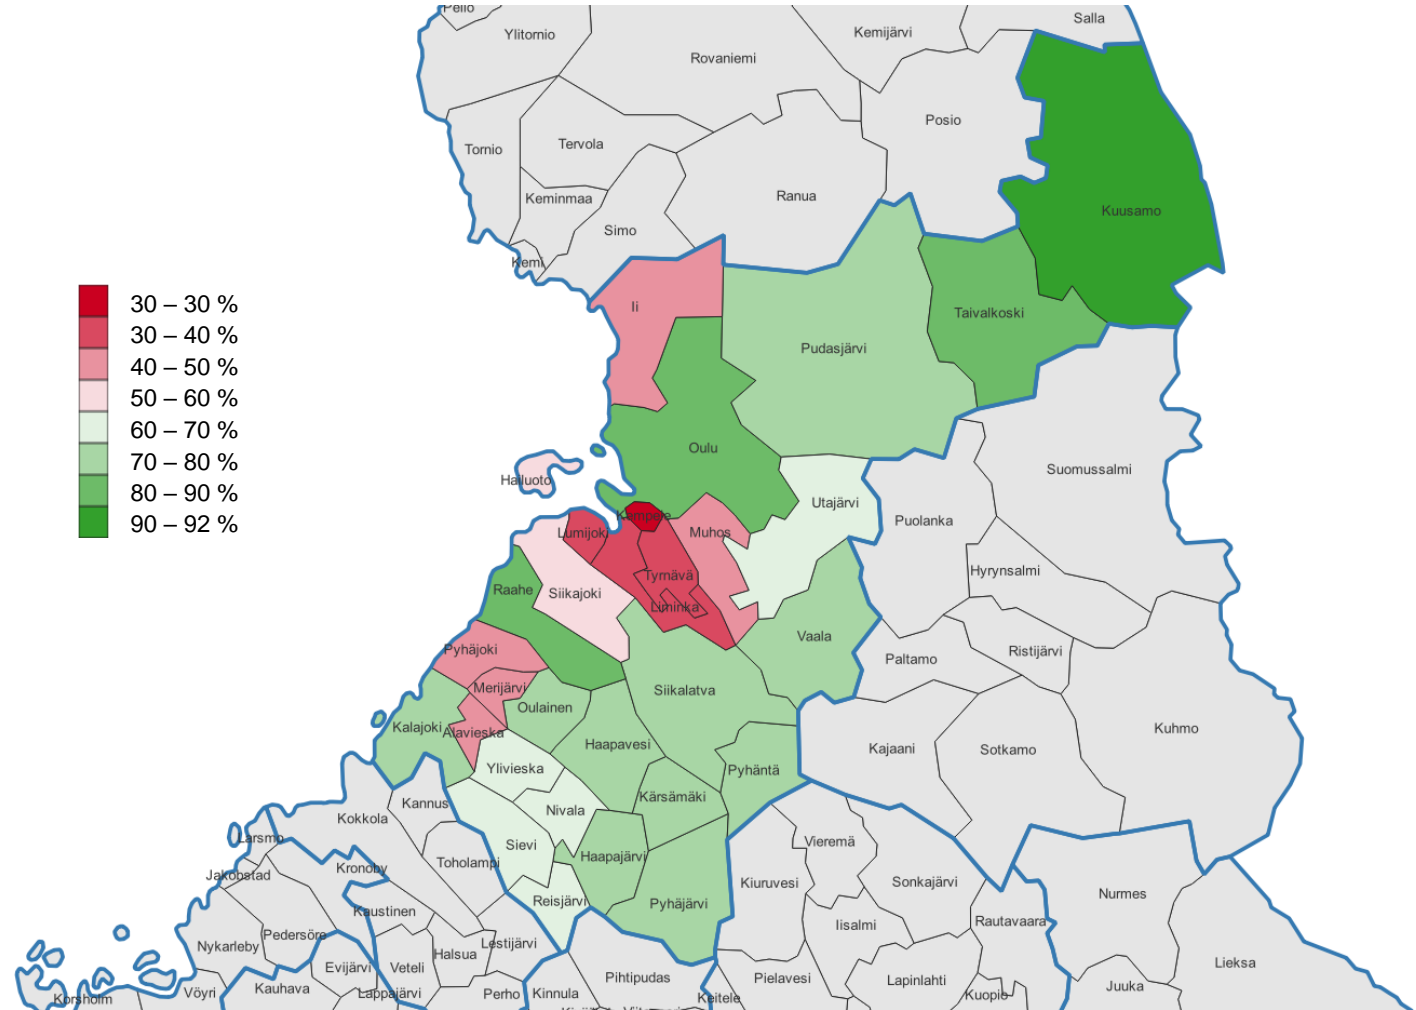 Pello
Salla
Ylitornio
Kemijärvi
Rovaniemi
Posio
Tervola
Tornio
Ranua
Keminmaa
Kuusamo
Simo
Kemi
Ii
30 – 30 %
Taivalkoski
30 – 40 %
Pudasjärvi
40 – 50 %
50 – 60 %
60 – 70 %
Oulu
70 – 80 %
Suomussalmi
Hailuoto
80 – 90 %
Utajärvi
Kempele
90 – 92 %
Puolanka
Lumijoki
Muhos
Hyrynsalmi
Tyrnävä
Raahe
Siikajoki
Liminka
Vaala
Pyhäjoki
Ristijärvi
Paltamo
Merijärvi
Siikalatva
Oulainen
Kalajoki
Alavieska
Kuhmo
Haapavesi
Kajaani
Sotkamo
Ylivieska
Pyhäntä
Kärsämäki
Kannus
Nivala
Kokkola
Larsmo
Vieremä
Sievi
Haapajärvi
Toholampi
Kronoby
Jakobstad
Kiuruvesi
Sonkajärvi
Nurmes
Reisjärvi
Pyhäjärvi
Kaustinen
Rautavaara
Iisalmi
Pedersöre
Nykarleby
Lestijärvi
Halsua
Lieksa
Evijärvi
Veteli
Pihtipudas
Pielavesi
Lapinlahti
Kauhava
Juuka
Vöyri
Lappajärvi
Perho
Kinnula
Kuopio
Korsholm
Keitele